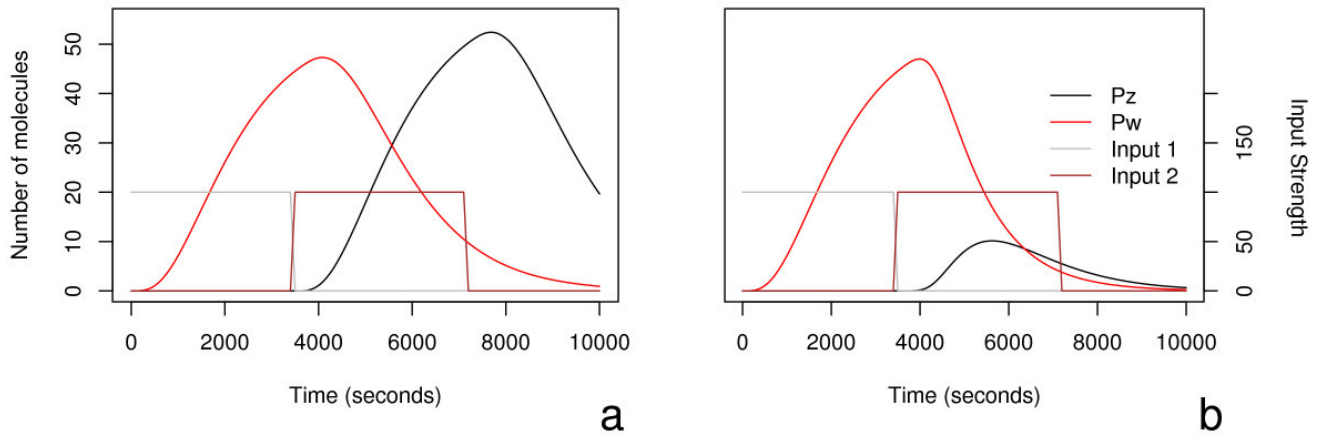 Number of molecules
50
40
30
20
10
0
0 2000 4000 6000 8000 10000
Time (seconds)
a
Pz
Pw
Input 1
Input 2
150
50
0
Input Strength
0 2000 4000 6000 8000 10000
Time (seconds)
b